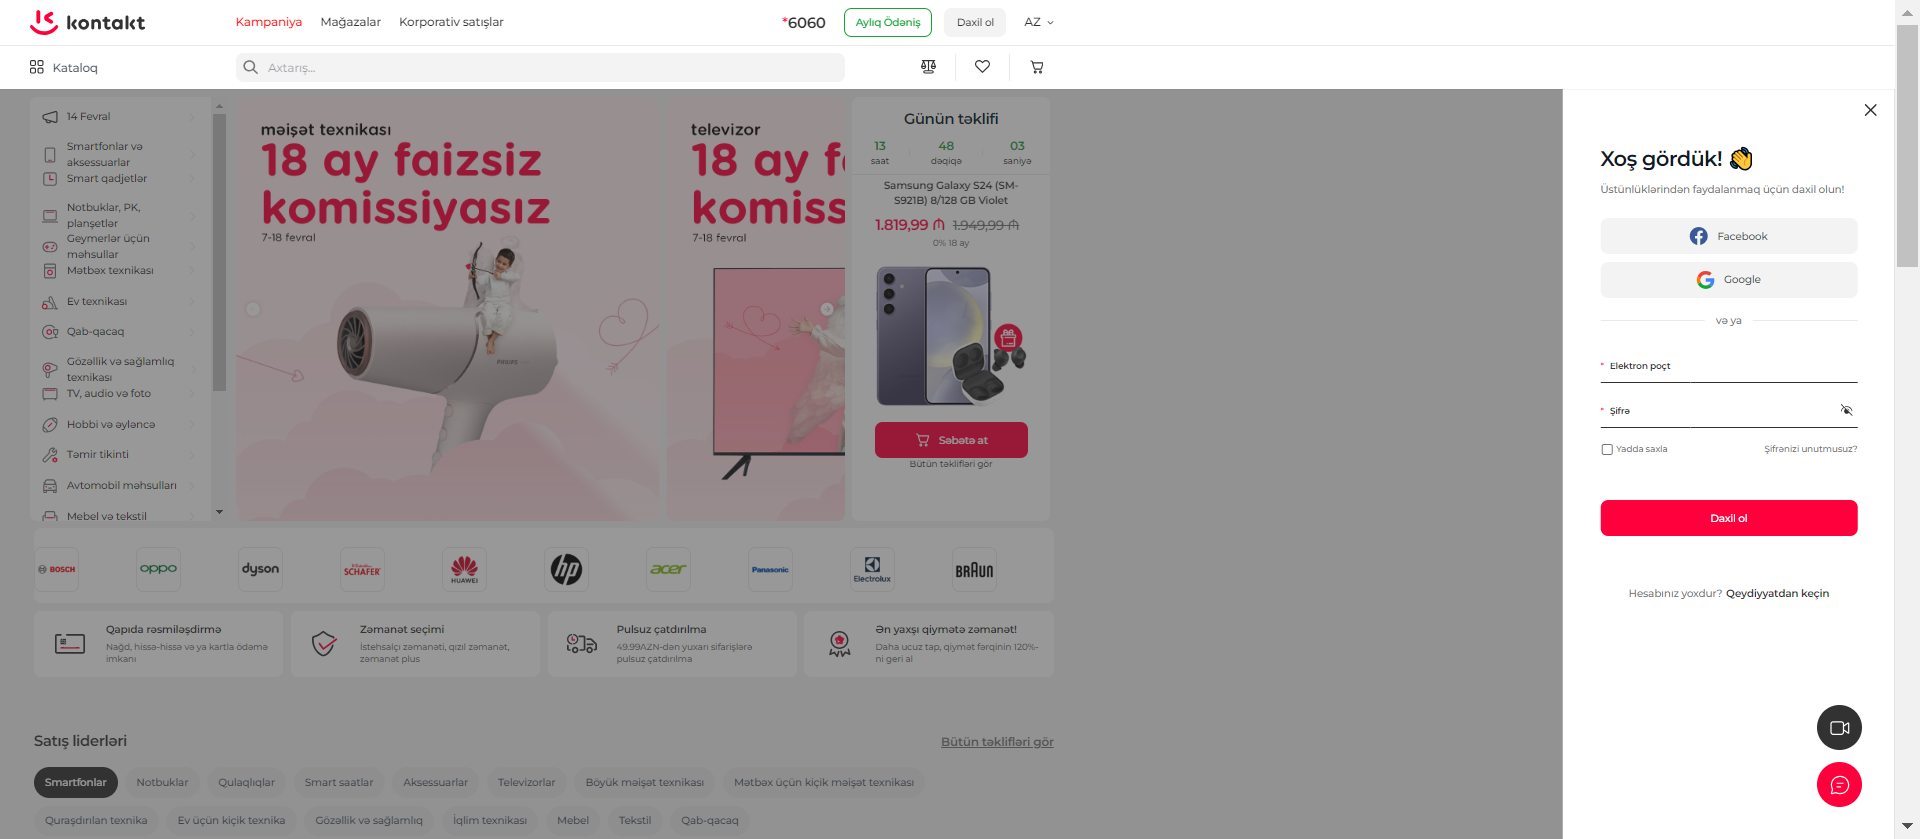 kontakt
Kampaniya
Mağazalar
Korporativ satışlar
*6060
Aylıq Ödəniş
Daxil ol
AZ
Kataloq
Axtarış...
14 Fevral
Smartfonlar və
aksessuarlar
Smart qadjetlər
Notbuklar, PK,
planşetlər
Geymerlər üçün
məhsullar
Mətbəx texnikası
Ev texnikası
Qab-qacaq
Gözəllik və sağlamlıq
texnikası
TV, audio və foto
Hobbi və əyləncə
Təmir tikinti
Avtomobil məhsulları
Mebel və tekstil
məişət texnikası
18 ay faizsiz
komissiyasız
7-18 fevral
PHILIPS
televizor
18 ay f
komiss
7-18 fevral
Günün təklifi
13
48
03
saat
dəqiqə
saniyə
Samsung Galaxy S24 (SM-
S921B) 8/128 GB Violet
1.819,99 ₼ 1.949,99 ₼
0% 18 ay
Səbətə at
Bütün təklifləri gör
BOSCH
oppo
dyson
SCHAFER
HUAWEI
hp
acer
Panasonic
Electrolux
BRAUN
Qapıda rəsmiləşdirmə
Nağd, hissə-hissə və ya kartla ödəmə
imkanı
Zəmanət seçimi
İstehsalçı zəmanəti, qızıl zəmanət,
zəmanət plus
Pulsuz çatdırılma
49.99AZN-dən yuxarı sifarişlərə
pulsuz çatdırılma
Ən yaxşı qiymətə zəmanət!
Daha ucuz tap, qiymət fərqinin 120%-
ni geri al
Satış liderləri
Bütün təklifləri gör
Smartfonlar
Notbuklar
Qulaqlıqlar
Smart saatlar
Aksessuarlar
Televizorlar
Böyük məişət texnikası
Mətbəx üçün kiçik məişət texnikası
Quraşdırılan texnika
Ev üçün kiçik texnika
Gözəllik və sağlamlıq
İqlim texnikası
Mebel
Tekstil
Qab-qacaq
Xoş gördük!
Üstünlüklərindən faydalanmaq üçün daxil olun!
Facebook
Google
və ya
* Elektron poçt
* Şifrə
Yadda saxla
Şifrənizi unutmusuz?
Daxil ol
Hesabınız yoxdur? Qeydiyyatdan keçin